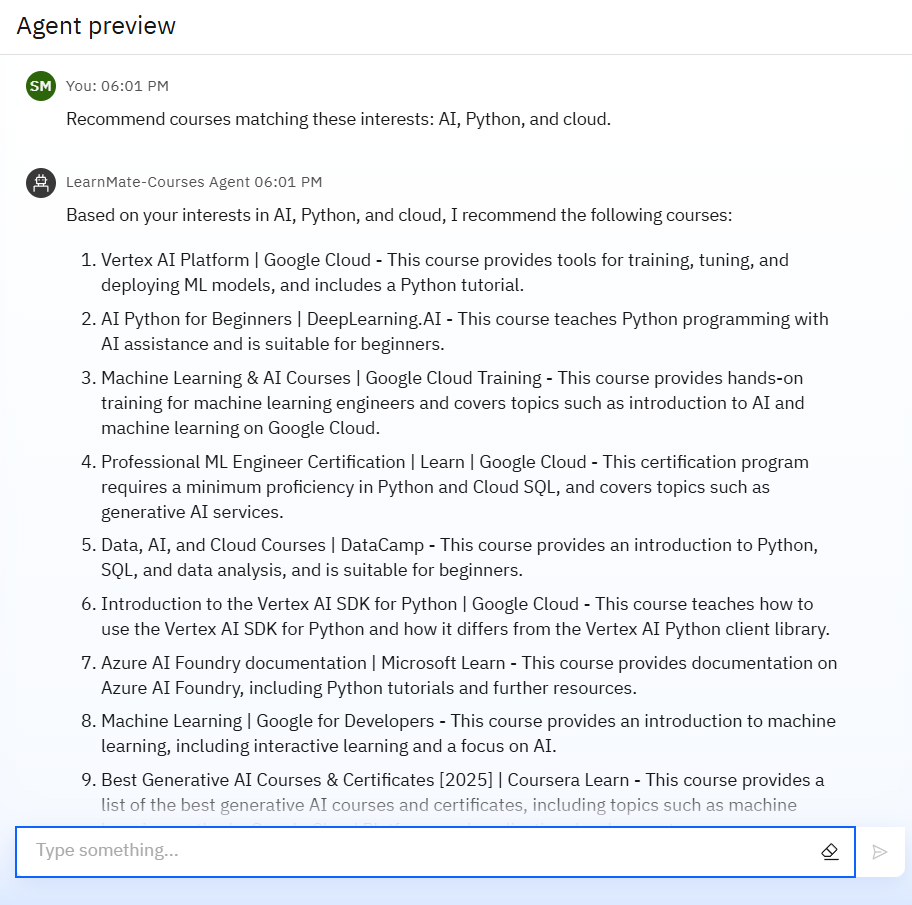 Agent preview
SM
You: 06:01 PM
Recommend courses matching these interests: AI, Python, and cloud.
LearnMate-Courses Agent 06:01 PM
Based on your interests in AI, Python, and cloud, I recommend the following courses:
1. Vertex AI Platform | Google Cloud - This course provides tools for training, tuning, and
deploying ML models, and includes a Python tutorial.
2. AI Python for Beginners | DeepLearning.AI - This course teaches Python programming with
AI assistance and is suitable for beginners.
3. Machine Learning & AI Courses | Google Cloud Training - This course provides hands-on
training for machine learning engineers and covers topics such as introduction to AI and
machine learning on Google Cloud.
4. Professional ML Engineer Certification | Learn | Google Cloud - This certification program
requires a minimum proficiency in Python and Cloud SQL, and covers topics such as
generative AI services.
5. Data, AI, and Cloud Courses | DataCamp - This course provides an introduction to Python,
SQL, and data analysis, and is suitable for beginners.
6. Introduction to the Vertex AI SDK for Python | Google Cloud - This course teaches how to
use the Vertex AI SDK for Python and how it differs from the Vertex AI Python client library.
7. Azure AI Foundry documentation | Microsoft Learn - This course provides documentation on
Azure AI Foundry, including Python tutorials and further resources.
8. Machine Learning | Google for Developers - This course provides an introduction to machine
learning, including interactive learning and a focus on AI.
9. Best Generative AI Courses & Certificates [2025] | Coursera Learn - This course provides a
list of the best generative AI courses and certificates, including topics such as machine
Type something...